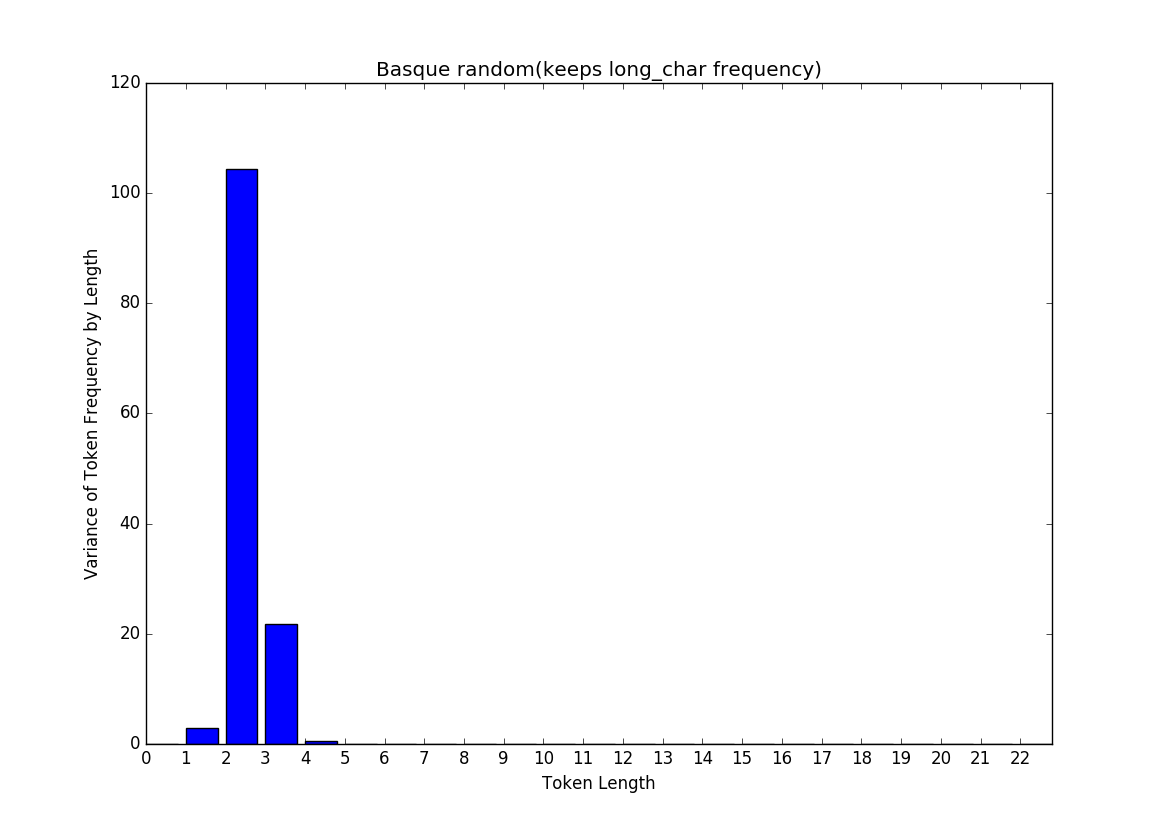 Basque random(keeps long_char frequency)
120
100
80
60
40
20
0
Variance of Token Frequency by Length
0 1 2 3 4 5 6 7 8 9 10 11 12 13 14 15 16 17 18 19 20 21 22
Token Length